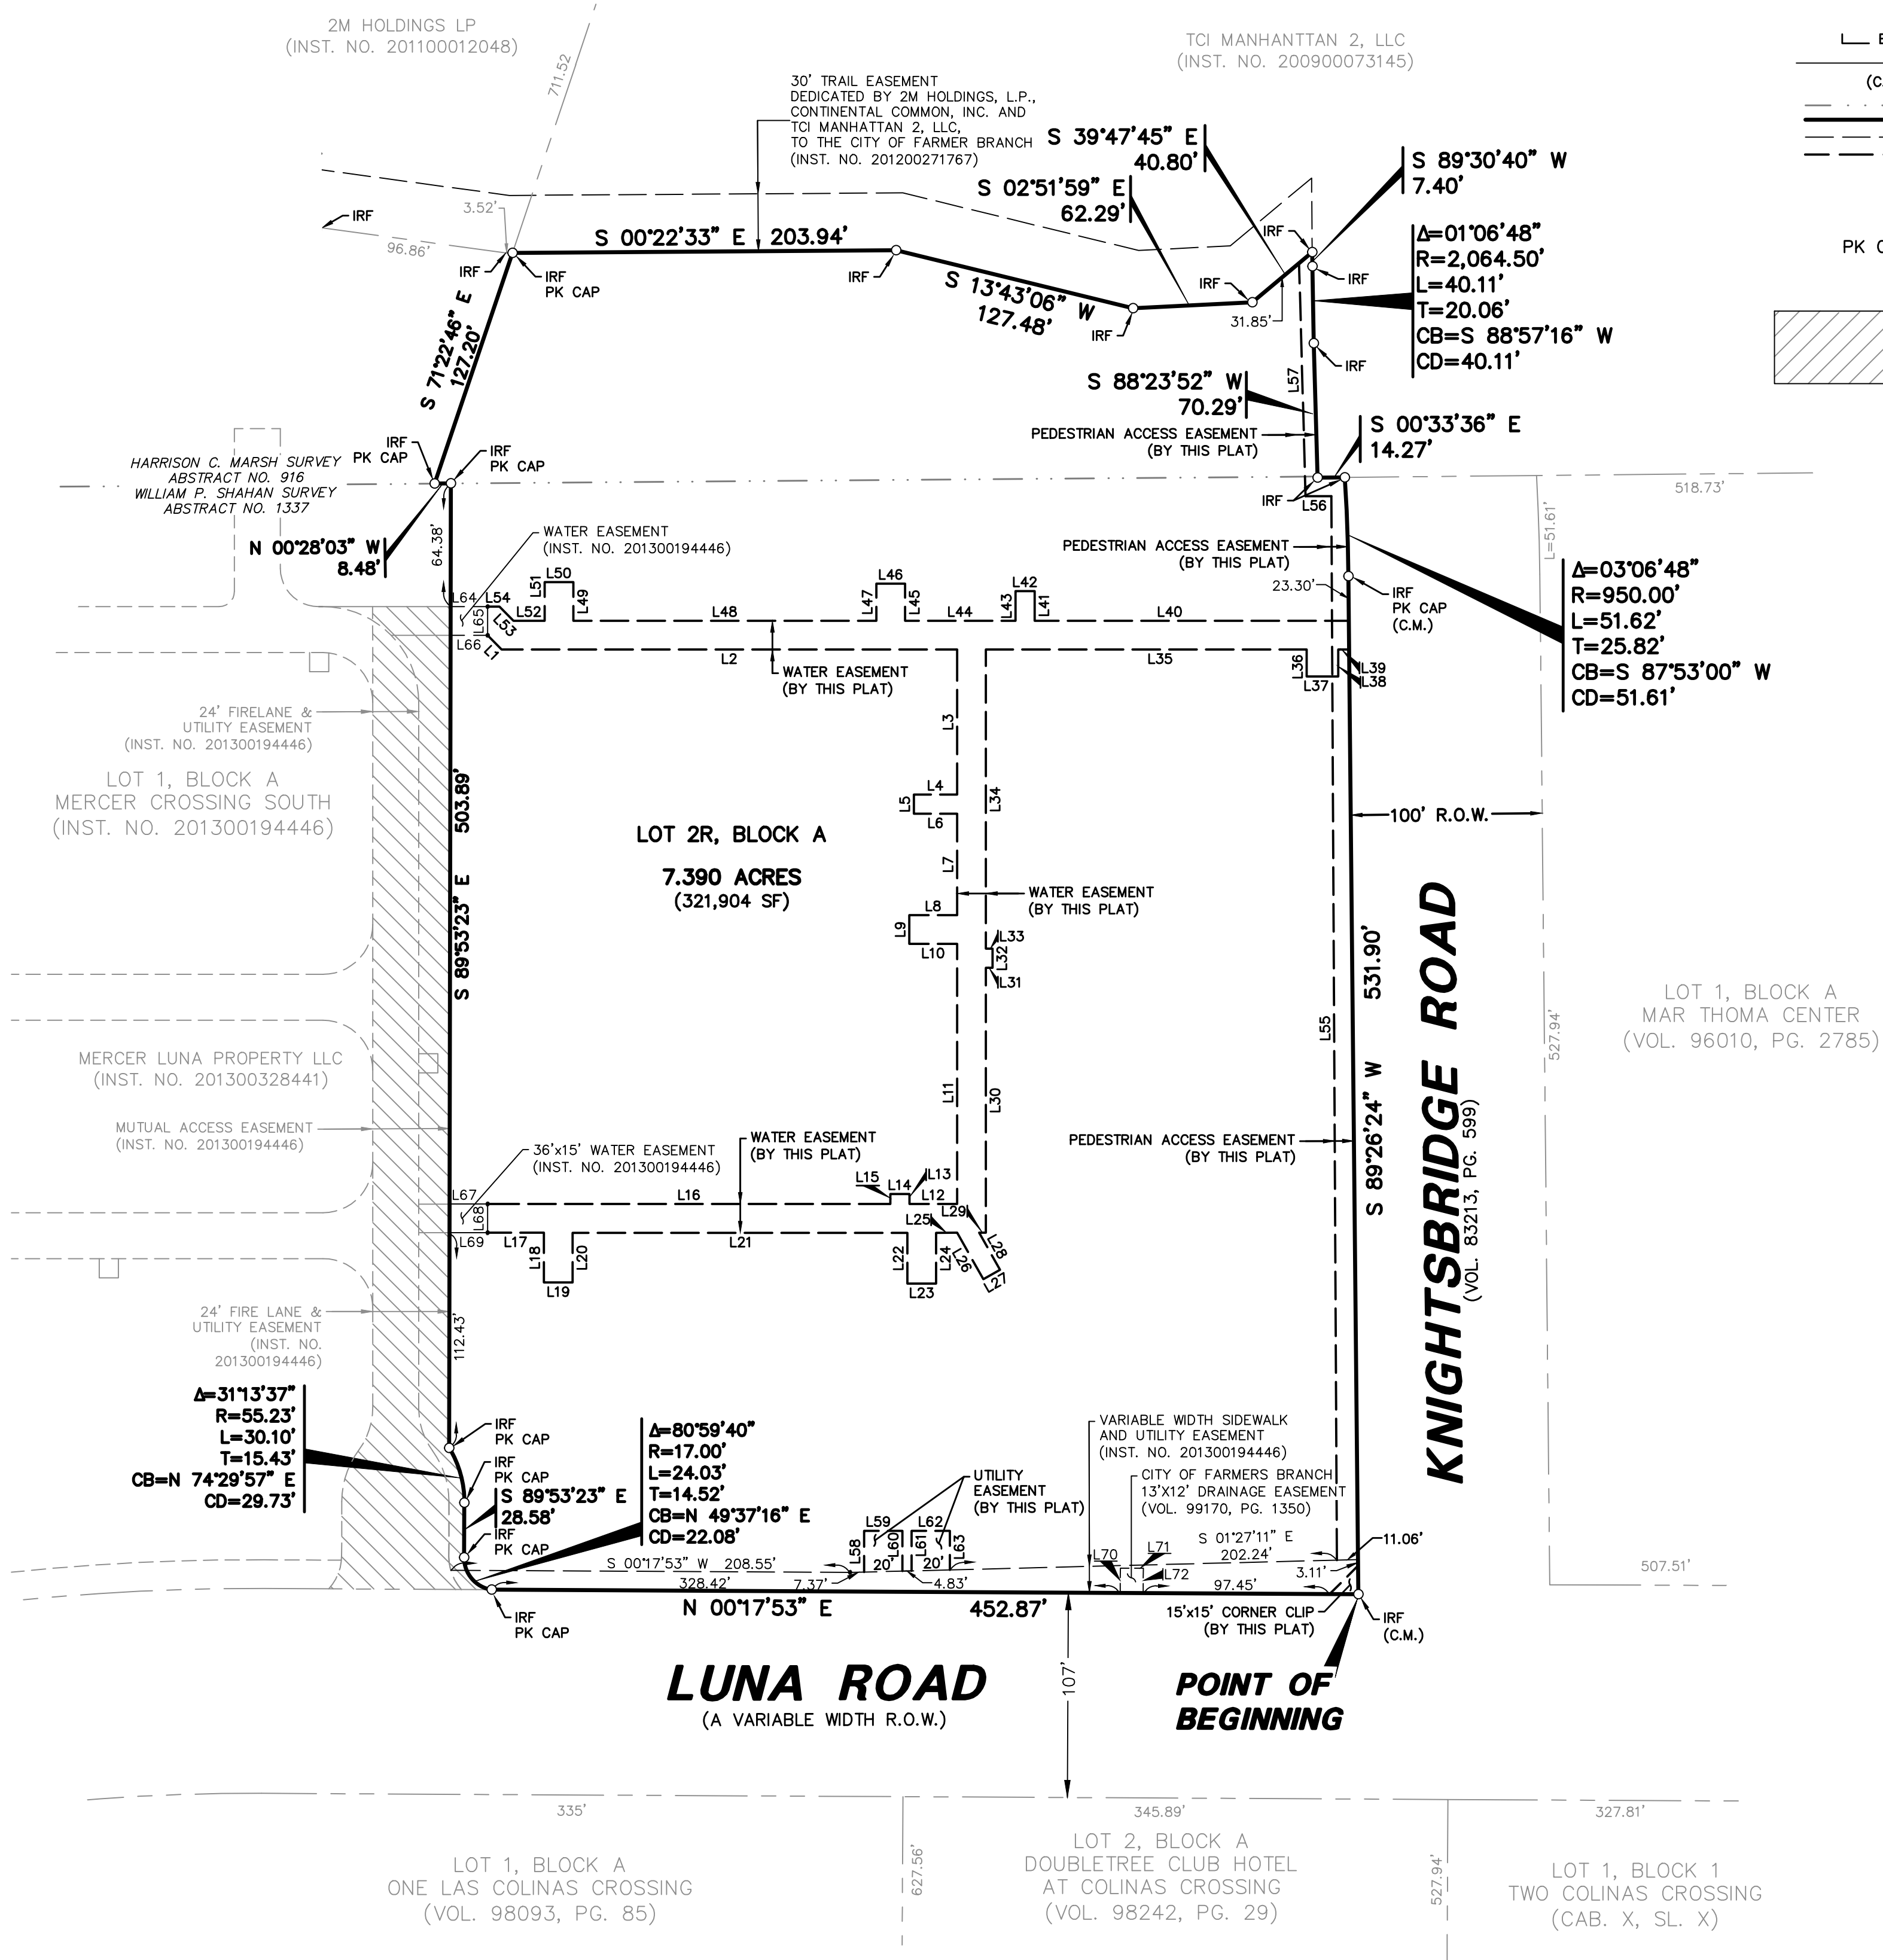 2M HOLDINGS LP
(INST. NO. 201100012048)
711.52
TCI MANHANTTAN 2, LLC
(INST. NO. 200900073145)
PK C
30' TRAIL EASEMENT
DEDICATED BY 2M HOLDINGS, L.P.,
CONTINENTAL COMMON, INC. AND
TCI MANHATTAN 2, LLC,
TO THE CITY OF FARMER BRANCH
(INST. NO. 201200271767)
S 39°47'45" E
40.80'
S 02°51'59" E
62.29'
S 89°30'40" W
7.40'
Δ=01°06'48"
R=2,064.50'
L=40.11'
T=20.06'
CB=S 88°57'16" W
CD=40.11'
3.52'
IRF
96.86'
IRF
IRF
PK CAP
S 00°22'33" E 203.94'
IRF
S 13°43'06" W
127.48'
IRF
IRF
IRF
IRF
IRF
31.85'
S 71°22'46" E
127.20'
L57
S 88°23'52" W
70.29'
PEDESTRIAN ACCESS EASEMENT
(BY THIS PLAT)
S 00°33'36" E
14.27'
IRF
PK CAP
IRF
PK CAP
HARRISON C. MARSH SURVEY
ABSTRACT NO. 916
WILLIAM P. SHAHAN SURVEY
ABSTRACT NO. 1337
N 00°28'03" W
8.48'
64.38'
WATER EASEMENT
(INST. NO. 201300194446)
IRF
L56
518.73'
L=51.61'
PEDESTRIAN ACCESS EASEMENT
(BY THIS PLAT)
23.30'
IRF
PK CAP
(C.M.)
Δ=03°06'48"
R=950.00'
L=51.62'
T=25.82'
CB=S 87°53'00" W
CD=51.61'
L64
L54
L65
L53
L66
L1
L52
L51
L50
L49
L48
L47
L46
L45
L44
L43
L42
L41
L40
L2
L35
L36
L37
L39
L38
WATER EASEMENT
(BY THIS PLAT)
24' FIRELANE &
UTILITY EASEMENT
(INST. NO. 201300194446)
LOT 1, BLOCK A
MERCER CROSSING SOUTH
(INST. NO. 201300194446)
S 89°53'23" E 503.89'
LOT 2R, BLOCK A
7.390 ACRES
(321,904 SF)
L3
L4
L5
L6
L7
L34
L8
L9
L10
L33
L32
L31
WATER EASEMENT
(BY THIS PLAT)
100' R.O.W.
L11
L30
L55
S 89°26'24" W 531.90'
KNIGHTSBRIDGE ROAD
(VOL. 83213, PG. 599)
527.94'
LOT 1, BLOCK A
MAR THOMA CENTER
(VOL. 96010, PG. 2785)
MERCER LUNA PROPERTY LLC
(INST. NO. 201300328441)
MUTUAL ACCESS EASEMENT
(INST. NO. 201300194446)
36'x15' WATER EASEMENT
(INST. NO. 201300194446)
WATER EASEMENT
(BY THIS PLAT)
PEDESTRIAN ACCESS EASEMENT
(BY THIS PLAT)
L67
L68
L69
L16
L15
L14
L13
L12
L17
L18
L19
L20
L21
L22
L23
L24
L25
L29
L26
L27
L28
24' FIRE LANE &
UTILITY EASEMENT
(INST. NO.
201300194446)
112.43'
Δ=31°13'37"
R=55.23'
L=30.10'
T=15.43'
CB=N 74°29'57" E
CD=29.73'
IRF
PK CAP
IRF
PK CAP
S 89°53'23" E
28.58'
IRF
PK CAP
Δ=80°59'40"
R=17.00'
L=24.03'
T=14.52'
CB=N 49°37'16" E
CD=22.08'
UTILITY
EASEMENT
(BY THIS PLAT)
VARIABLE WIDTH SIDEWALK
AND UTILITY EASEMENT
(INST. NO. 201300194446)
CITY OF FARMERS BRANCH
13'X12' DRAINAGE EASEMENT
(VOL. 99170, PG. 1350)
S 00°17'53" W 208.55'
328.42'
7.37'
L58
L59
L60
L61
L62
L63
20'
20'
4.83'
L70
L71
L72
S 01°27'11" E
202.24'
11.06'
3.11'
97.45'
507.51'
IRF
PK CAP
N 00°17'53" E 452.87'
15'x15' CORNER CLIP
(BY THIS PLAT)
IRF
(C.M.)
LUNA ROAD
(A VARIABLE WIDTH R.O.W.)
107'
POINT OF
BEGINNING
335'
345.89'
327.81'
627.56'
527.94'
LOT 1, BLOCK A
ONE LAS COLINAS CROSSING
(VOL. 98093, PG. 85)
LOT 2, BLOCK A
DOUBLETREE CLUB HOTEL
AT COLINAS CROSSING
(VOL. 98242, PG. 29)
LOT 1, BLOCK 1
TWO COLINAS CROSSING
(CAB. X, SL. X)